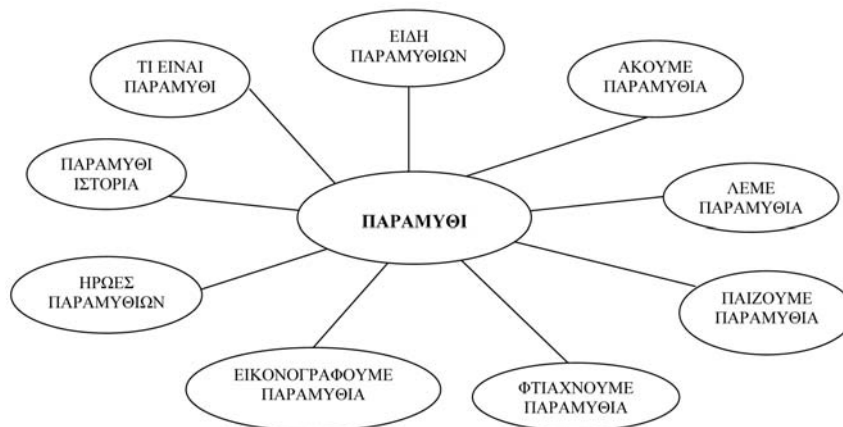 ΕΙΔΗ
ΠΑΡΑΜΥΘΙΩΝ
ΤΙ ΕΙΝΑΙ
ΠΑΡΑΜΥΘΙ
ΑΚΟΥΜΕ
ΠΑΡΑΜΥΘΙΑ
ΠΑΡΑΜΥΘΙ
ΙΣΤΟΡΙΑ
ΛΕΜΕ
ΠΑΡΑΜΥΘΙΑ
ΠΑΡΑΜΥΘΙ
ΗΡΩΕΣ
ΠΑΡΑΜΥΘΙΩΝ
ΠΑΙΖΟΥΜΕ
ΠΑΡΑΜΥΘΙΑ
ΕΙΚΟΝΟΓΡΑΦΟΥΜΕ
ΠΑΡΑΜΥΘΙΑ
ΦΤΙΑΧΝΟΥΜΕ
ΠΑΡΑΜΥΘΙΑ